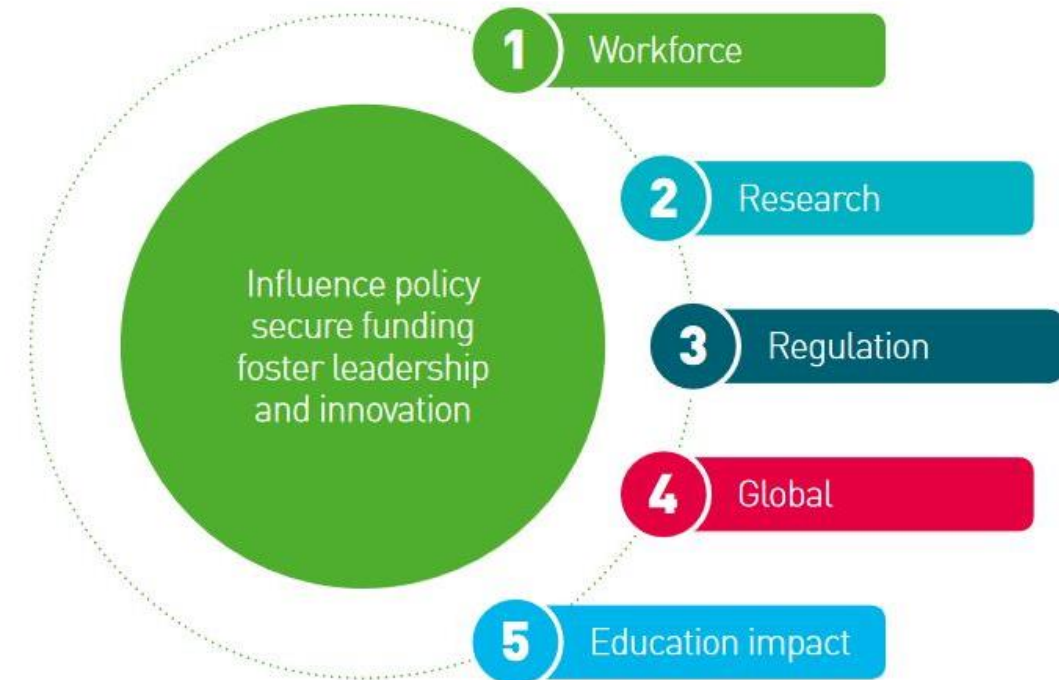 1 Workforce
2 Research
Influence policy
secure funding
foster leadership
and innovation
3 Regulation
4 Global
5 Education impact